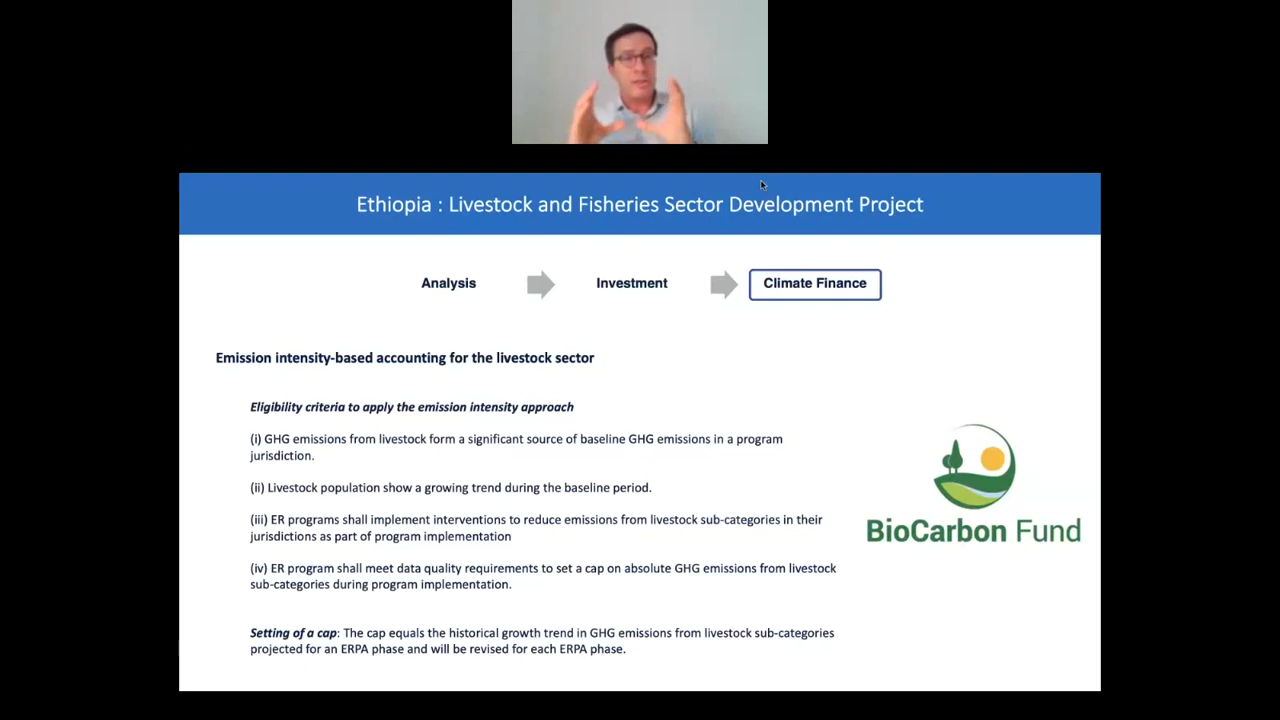 Ethiopia : Livestock and Fisheries Sector Development Project
Analysis
Investment
Climate Finance
Emission intensity-based accounting for the livestock sector
Eligibility criteria to apply the emission intensity approach
(i) GHG emissions from livestock form a significant source of baseline GHG emissions in a program
jurisdiction.
(ii) Livestock population show a growing trend during the baseline period.
(iii) ER programs shall implement interventions to reduce emissions from livestock sub-categories in their
jurisdictions as part of program implementation
(iv) ER program shall meet data quality requirements to set a cap on absolute GHG emissions from livestock
sub-categories during program implementation.
Setting of a cap: The cap equals the historical growth trend in GHG emissions from livestock sub-categories
projected for an ERPA phase and will be revised for each ERPA phase.
BioCarbon Fund